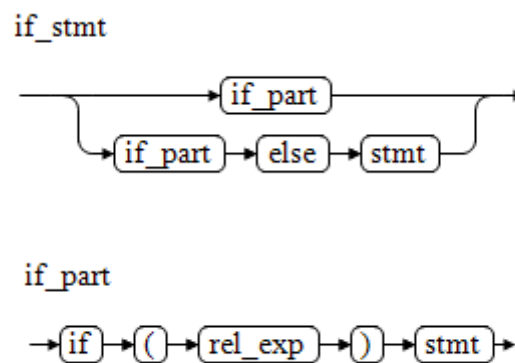 if_stmt
if_part
if_part else stmt
if_part
if ( rel_exp ) stmt